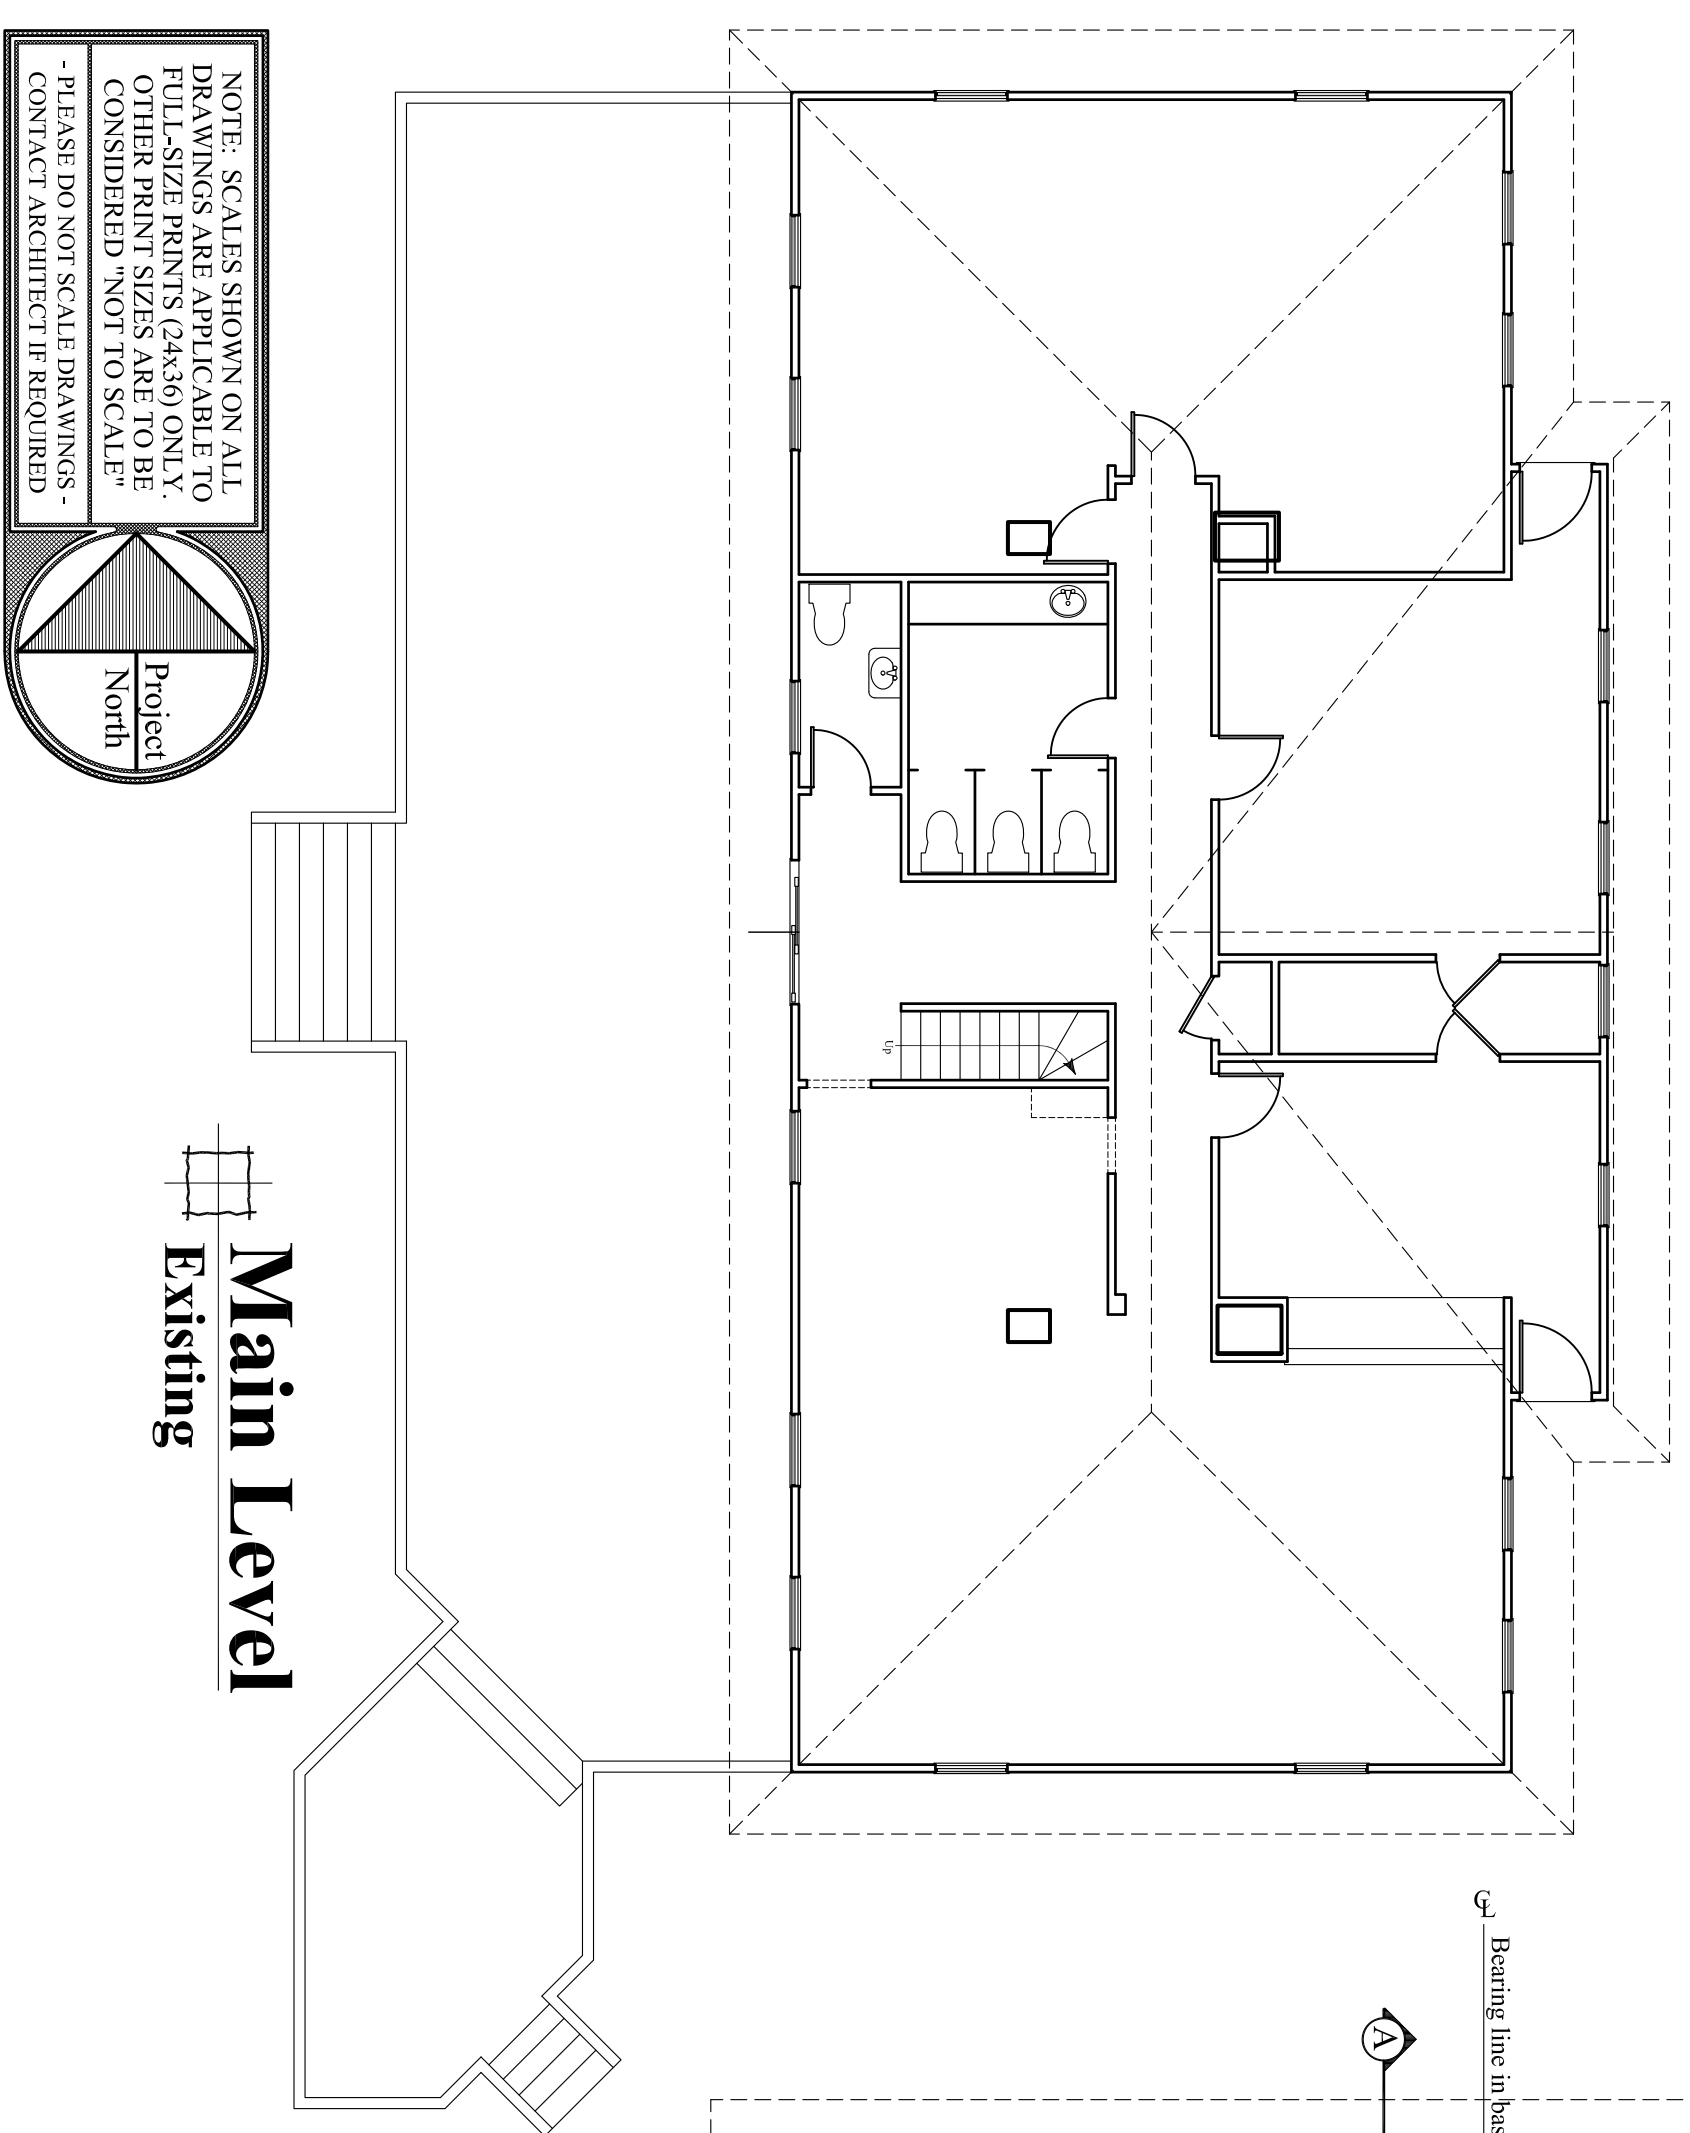 NOTE: SCALES SHOWN ON ALL
DRAWINGS ARE APPLICABLE TO
FULL-SIZE PRINTS (24x36) ONLY.
OTHER PRINT SIZES ARE TO BE
CONSIDERED "NOT TO SCALE"
- PLEASE DO NOT SCALE DRAWINGS -
CONTACT ARCHITECT IF REQUIRED
Project
North
Up
Main Level
Existing
℄ Bearing line in bas
A